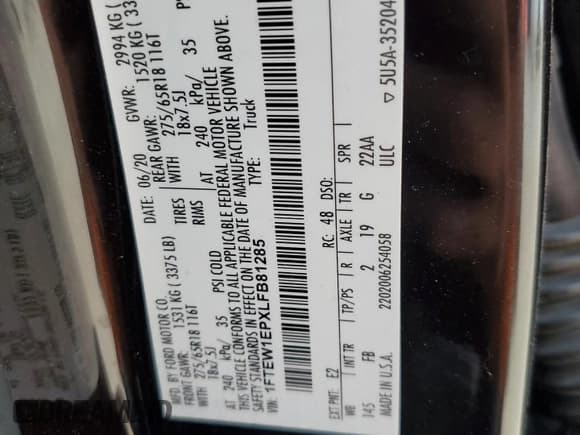 MFD. BY FORD MOTOR CO.
DATE: 06/20 GVWR: 2994 KG (
FRONT GAWR: 1531 KG ( 3375 LB) REAR GAWR: 1520 KG ( 33
WITH 275/65R18 116T TIRES WITH 275/65R18 116T
18x7.5J RIMS 18x7.5J
AT 240 kPa/ 35 PSI COLD AT 240 kPa/ 35
THIS VEHICLE CONFORMS TO ALL APPLICABLE FEDERAL MOTOR VEHICLE
SAFETY STANDARDS IN EFFECT ON THE DATE OF MANUFACTURE SHOWN ABOVE.
1FTEW1EPXLFB81285 TYPE: Truck
EXT PNT: E2 RC: 48 DSO:
WB INT TR TP/PS R AXLE TR SPR
145 FB 2 19 G 22AA
MADE IN U.S.A. 2202006254058 ULC
▽ 5U5A-35204